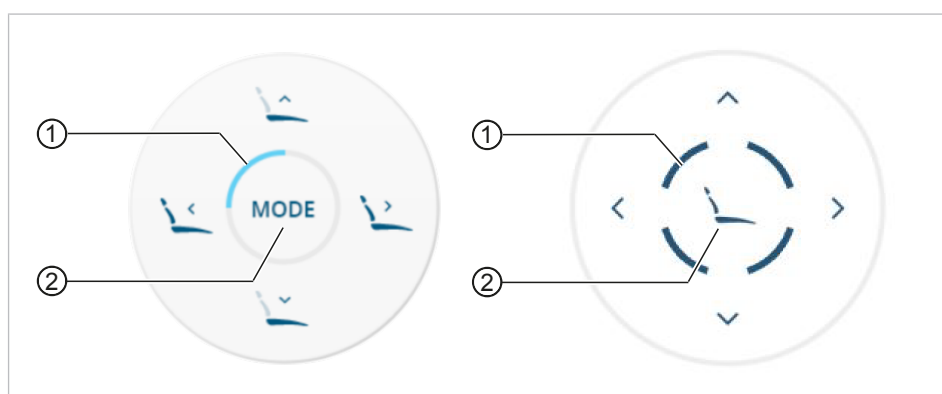 ① ①
MODE
② ②